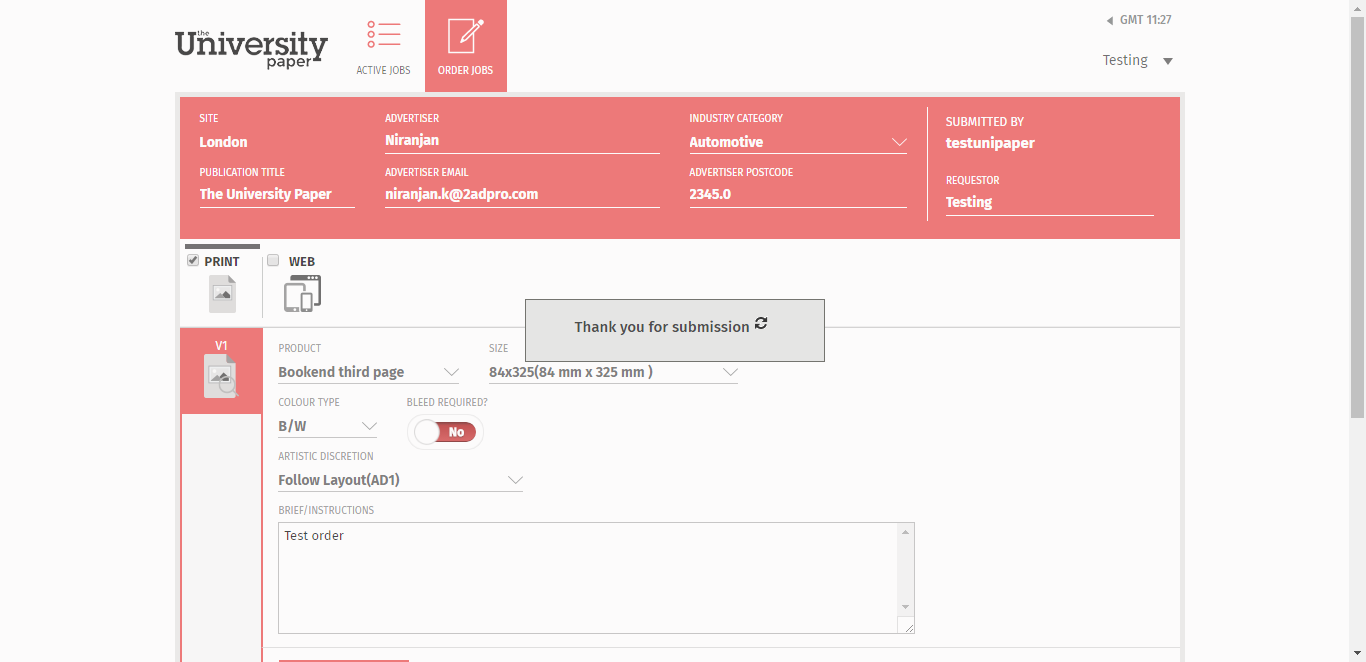 the
University
paper
ACTIVE JOBS
ORDER JOBS
GMT 11:27
Testing
SITE
London
ADVERTISER
Niranjan
INDUSTRY CATEGORY
Automotive
SUBMITTED BY
testunipaper
PUBLICATION TITLE
The University Paper
ADVERTISER EMAIL
niranjan.k@2adpro.com
ADVERTISER POSTCODE
2345.0
REQUESTOR
Testing
PRINT
WEB
Thank you for submission
V1
PRODUCT
Bookend third page
SIZE
84x325(84 mm x 325 mm )
COLOUR TYPE
B/W
BLEED REQUIRED?
No
ARTISTIC DISCRETION
Follow Layout(AD1)
BRIEF/INSTRUCTIONS
Test order